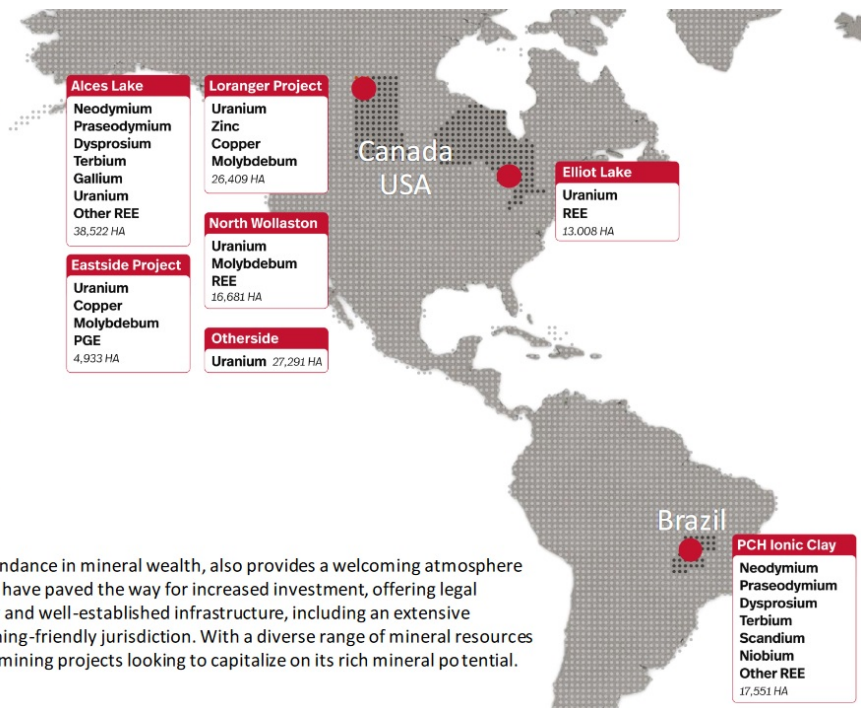 Alces Lake
Neodymium
Praseodymium
Dysprosium
Terbium
Gallium
Uranium
Other REE
38,522 HA
Loranger Project
Uranium
Zinc
Copper
Molybdebum
26,409 HA
Canada
USA
Elliot Lake
Uranium
REE
13.008 HA
North Wollaston
Uranium
Molybdebum
REE
16,681 HA
Eastside Project
Uranium
Copper
Molybdebum
PGE
4,933 HA
Otherside
Uranium 27,291 HA
Brazil
PCH Ionic Clay
Neodymium
Praseodymium
Dysprosium
Terbium
Scandium
Niobium
Other REE
17,551 HA
ndance in mineral wealth, also provides a welcoming atmosphere
have paved the way for increased investment, offering legal
and well-established infrastructure, including an extensive
ning-friendly jurisdiction. With a diverse range of mineral resources
mining projects looking to capitalize on its rich mineral potential.